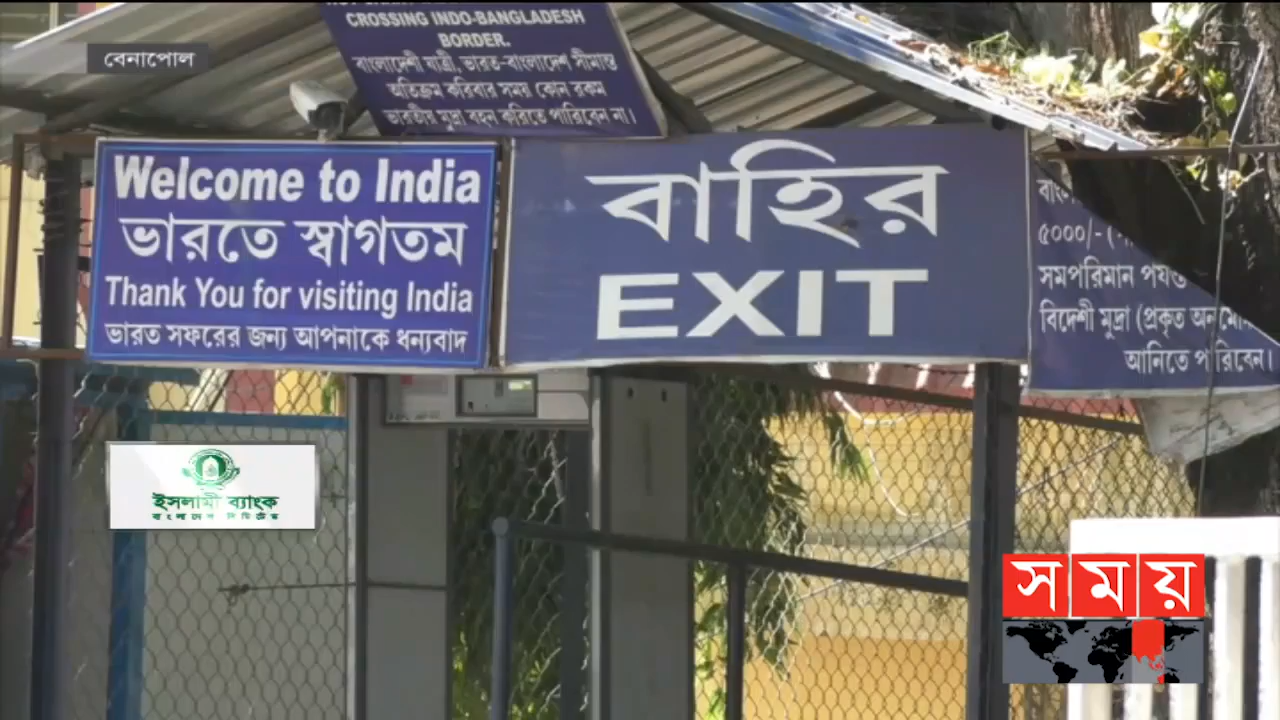 CROSSING INDO-BANGLADESH
BORDER.
বাংলাদেশী যাত্রী, ভারত-বাংলাদেশ সীমান্ত
অতিক্রম করিবার সময় কোন রকম
ভারতীয় মুদ্রা বহন করিতে পারিবেন না।
বেনাপোল
Welcome to India
ভারতে স্বাগতম
Thank You for visiting India
ভারত সফরের জন্য আপনাকে ধন্যবাদ
বাহির
EXIT
৫০০০/-
সমপরিমান
বিদেশী মুদ্রা (প্রকৃত
আনিতে পারিবেন।
ইসলামী ব্যাংক
বাংলাদেশ লিমিটেড
সময়